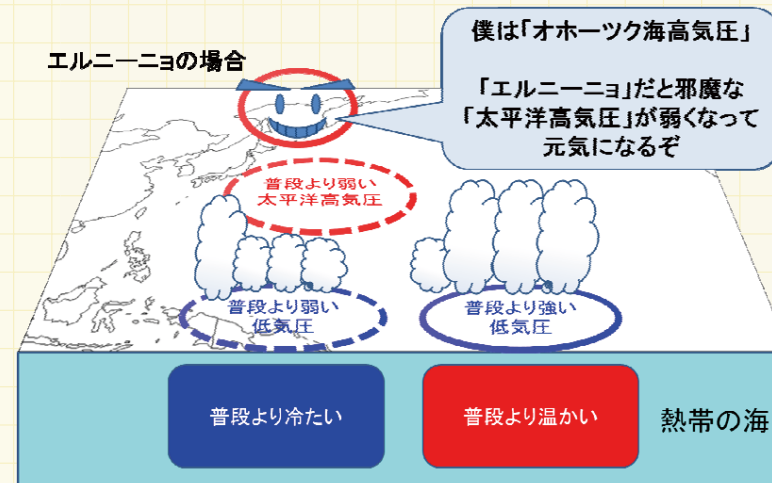 エルニーニョの場合
僕は「オホーツク海高気圧」
「エルニーニョ」だと邪魔な
「太平洋高気圧」が弱くなって
元気になるぞ
普段より弱い
太平洋高気圧
普段より弱い
低気圧
普段より強い
低気圧
普段より冷たい
普段より温かい
熱帯の海